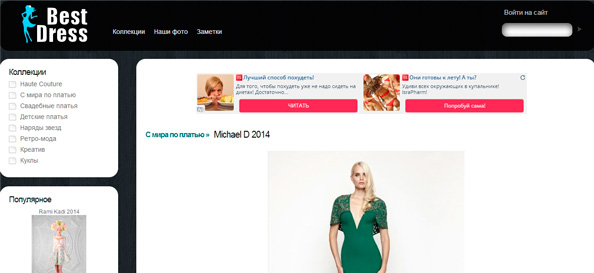 Best
Dress
Коллекции Наши фото Заметки
Войти на сайт
Коллекции
Haute Couture
С мира по платью
Свадебные платья
Детские платья
Наряды звезд
Ретро-мода
Креатив
Куклы
Популярное
Rami Kadi 2014
Лучший способ похудеть!
Для того, чтобы похудеть уже не надо сидеть на
диетах! Достаточно...
ЧИТАТЬ
Они готовы к лету! А ты?
Удиви всех окружающих в купальнике!
IsraPharm!
Попробуй сама!
С мира по платью » Michael D 2014